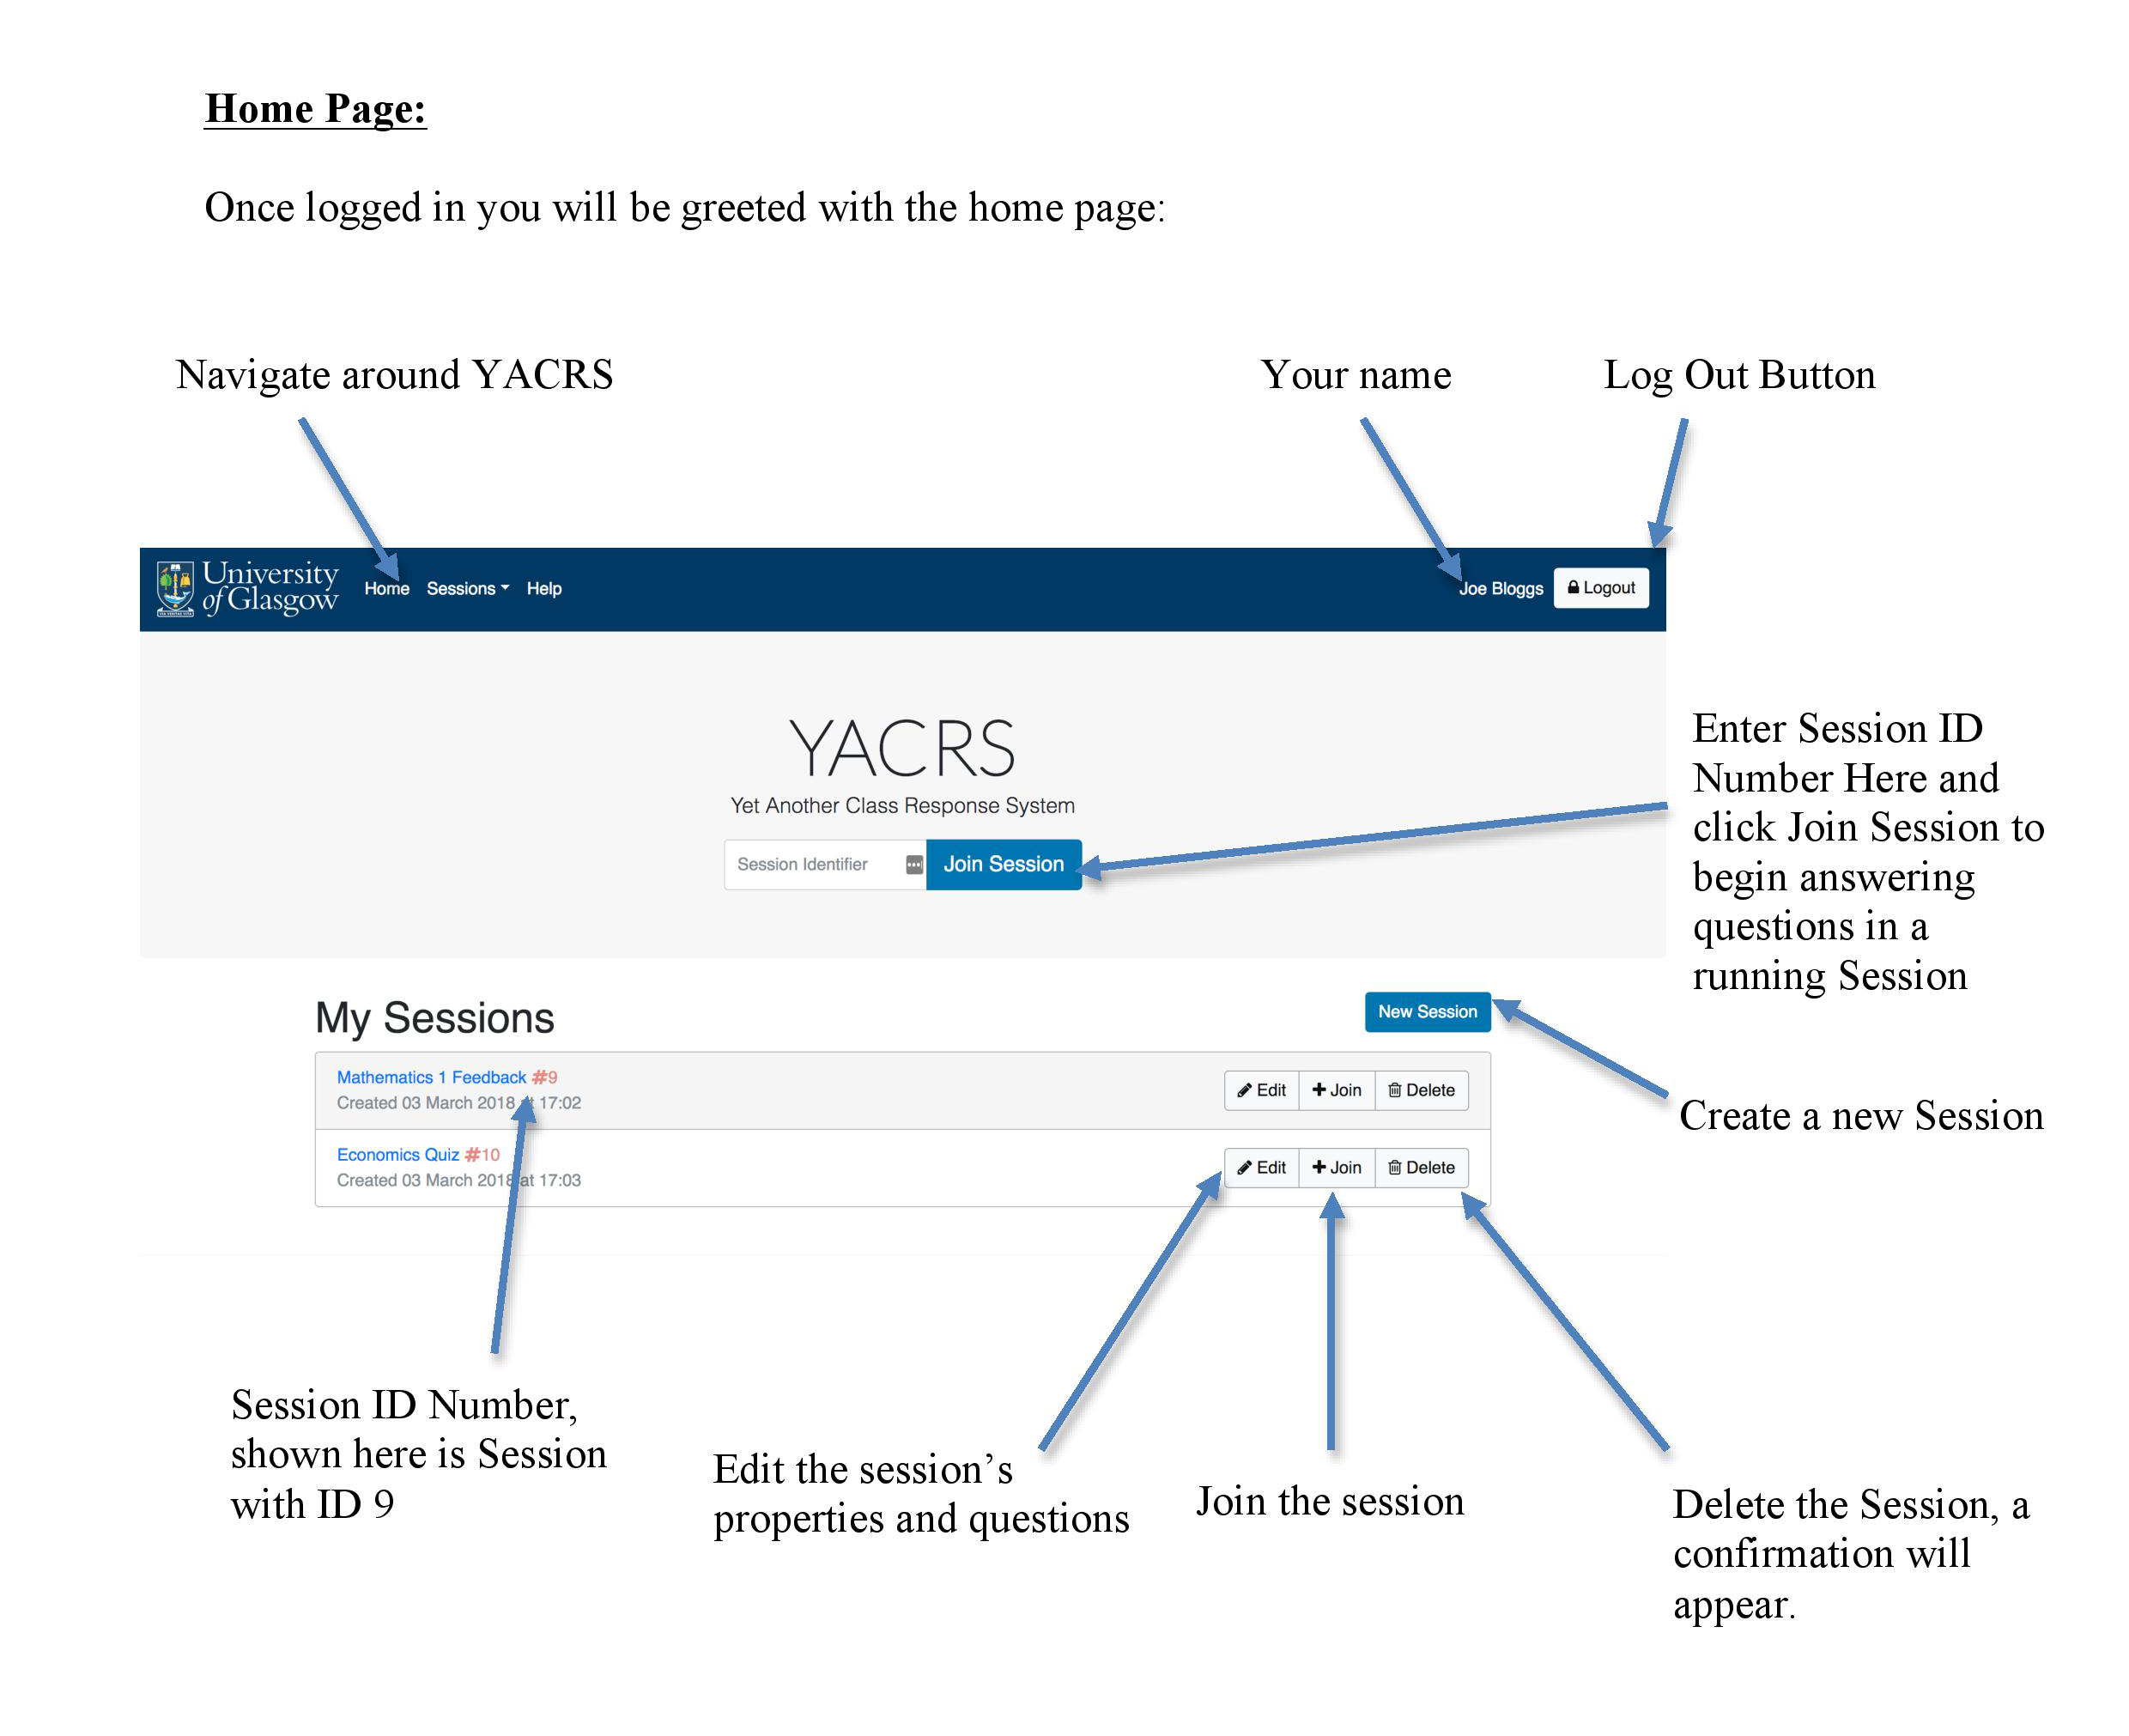 Home Page:
Once logged in you will be greeted with the home page:
Navigate around YACRS
Your name
Log Out Button
University
of Glasgow
Home Sessions Help
Joe Bloggs
Logout
YACRS
Yet Another Class Response System
Session Identifier
Join Session
Enter Session ID
Number Here and
click Join Session to
begin answering
questions in a
running Session
My Sessions
New Session
Mathematics 1 Feedback #9
Created 03 March 2018 at 17:02
Edit Join Delete
Create a new Session
Economics Quiz #10
Created 03 March 2018 at 17:03
Edit Join Delete
Session ID Number,
shown here is Session
with ID 9
Edit the session’s
properties and questions
Join the session
Delete the Session, a
confirmation will
appear.